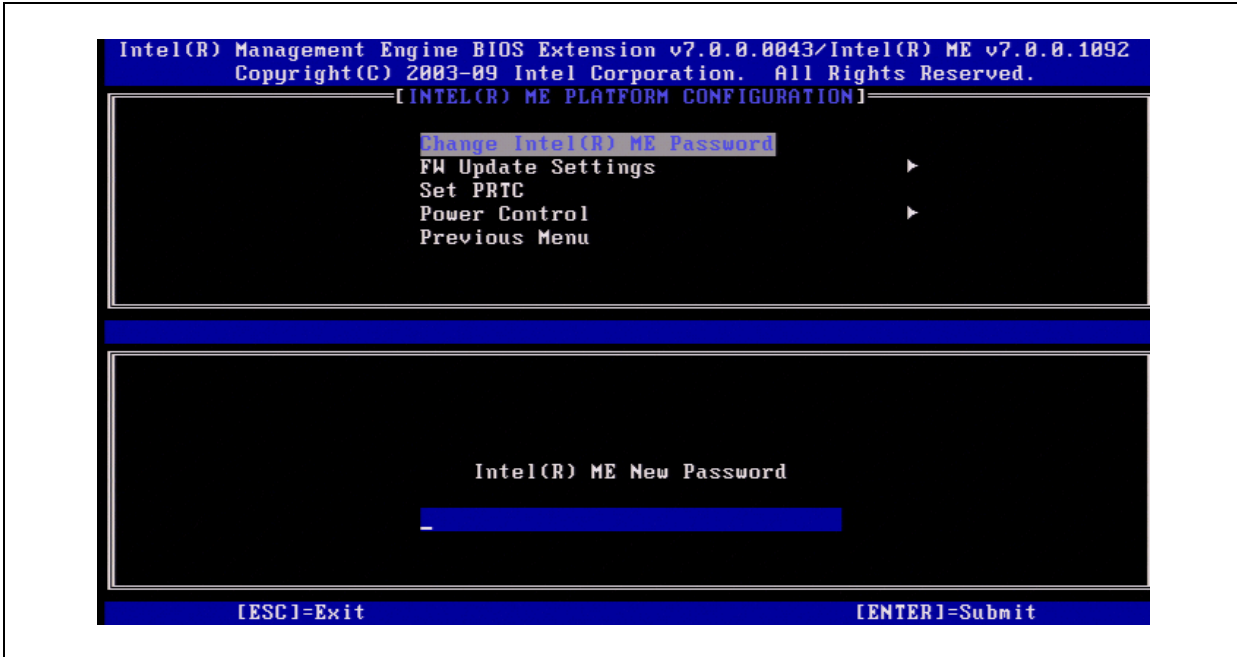 Intel(R) Management Engine BIOS Extension v7.0.0.0043/Intel(R) ME v7.0.0.1092
Copyright(C) 2003-09 Intel Corporation. All Rights Reserved.
[INTEL(R) ME PLATFORM CONFIGURATION]
Change Intel(R) ME Password
FW Update Settings ►
Set PRTC
Power Control ►
Previous Menu
Intel(R) ME New Password
_
[ESC]=Exit [ENTER]=Submit